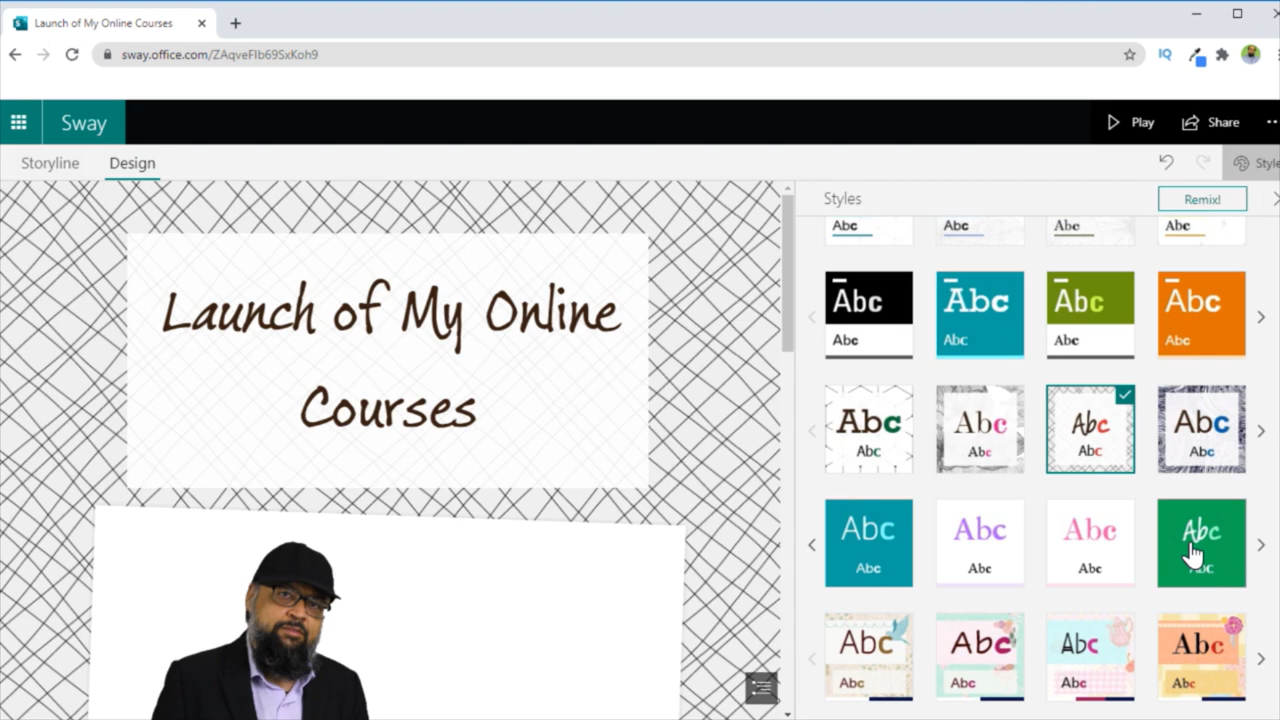 Launch of My Online Courses
sway.office.com/ZAqveFIb69SxKoh9
IQ
Sway
Play
Share
Storyline
Design
Style
Styles
Remix!
Abc Abc Abc Abc
Abc Abc Abc Abc
Abc Abc Abc Abc
Abc Abc Abc Abc
Abc Abc Abc Abc
Abc Abc Abc Abc
Abc Abc Abc Abc
Abc Abc Abc Abc
Abc Abc Abc Abc
Launch of My Online
Courses